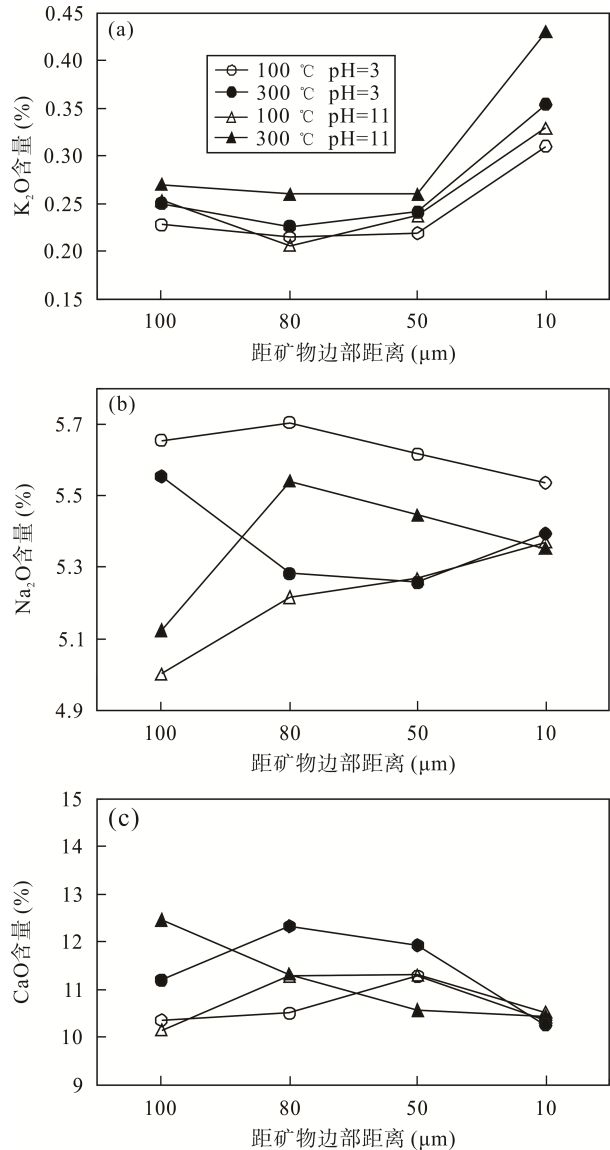 (a)
100 ℃ pH=3
300 ℃ pH=3
100 ℃ pH=11
300 ℃ pH=11
0.45
0.40
0.35
0.30
0.25
0.20
0.15
K₂O含量 (%)
100 80 50 10
距矿物边部距离 (μm)
(b)
5.7
5.5
5.3
5.1
4.9
Na₂O含量 (%)
100 80 50 10
距矿物边部距离 (μm)
(c)
15
14
13
12
11
10
9
CaO含量 (%)
100 80 50 10
距矿物边部距离 (μm)